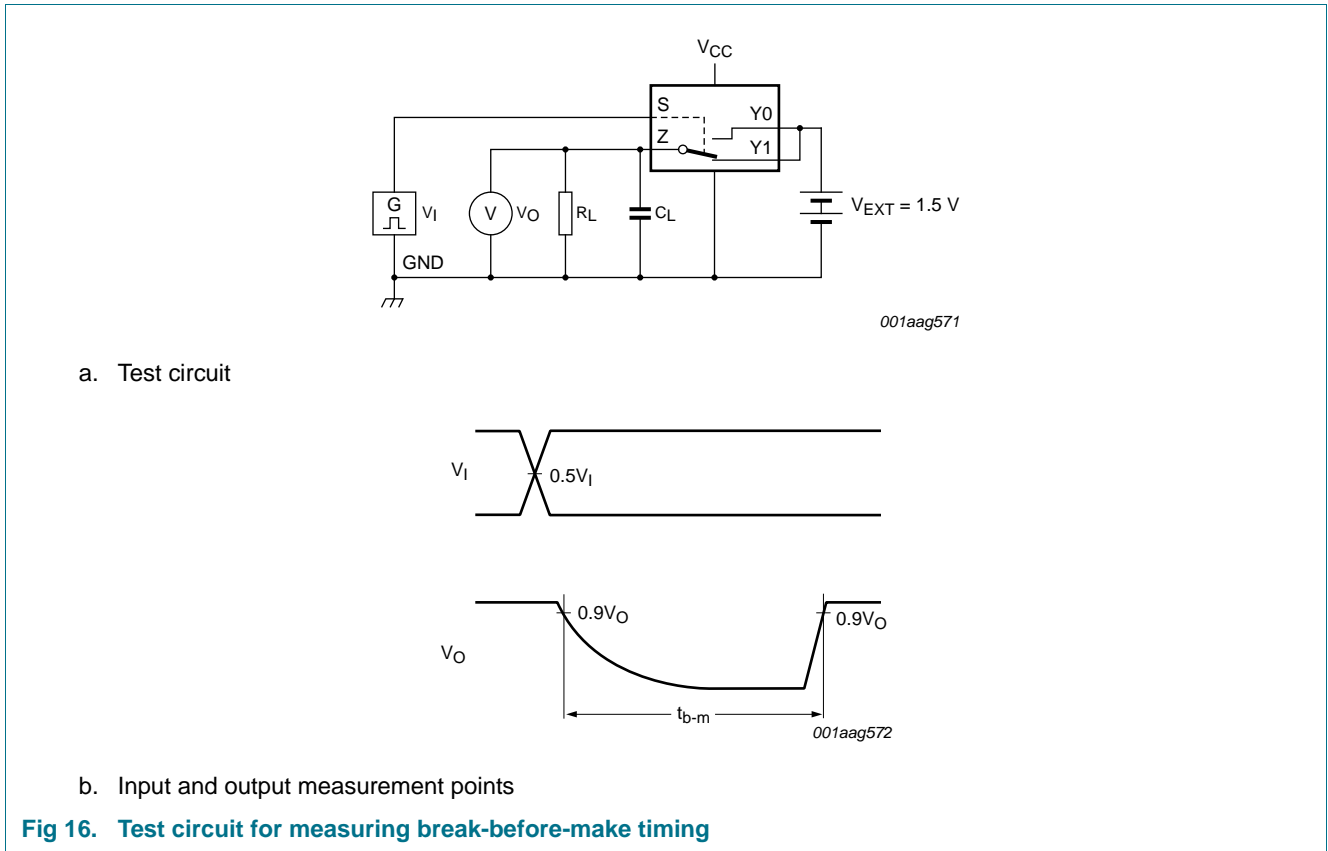 VCC
S
Y0
Z
Y1
G
VI
V
VO
RL
CL
VEXT = 1.5 V
GND
001aag571
a. Test circuit
VI
0.5VI
0.9VO
0.9VO
VO
tb-m
001aag572
b. Input and output measurement points
Fig 16. Test circuit for measuring break-before-make timing